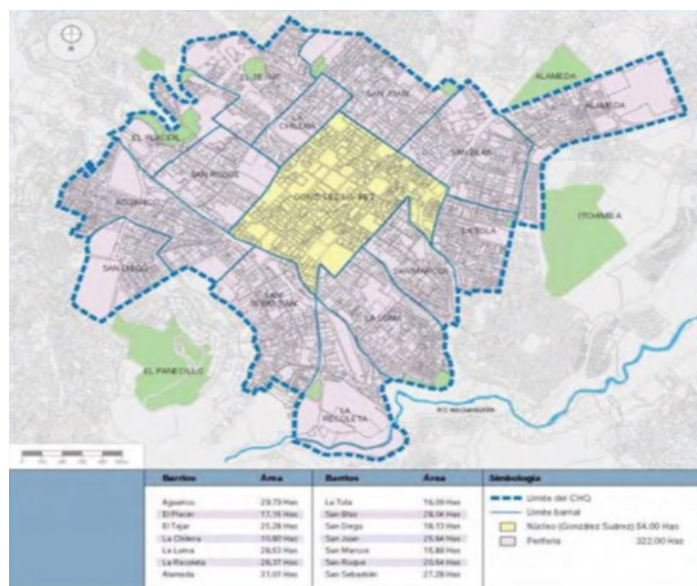 EL TEJAR
SAN JUAN
ALAMEDA
ALAMEDA
LA CHILENA
EL PLACER
SAN BLAS
SAN ROQUE
GONZÁLEZ SUÁREZ
AGUARICO
ITCHIMBIA
LA TOLA
SAN MARCOS
SAN DIEGO
SAN SEBASTIAN
LA LOMA
EL PANECILLO
LA RECOLETA
RIO MACHANGARA
Barrios Área Barrios Área Simbología
Aguarico 29,79 Has La Tola 16,09 Has Límite del CHQ
El Placer 17,16 Has San Blas 28,04 Has Límite barrial
El Tejar 25,28 Has San Diego 18,13 Has Núcleo (González Suárez) 54,00 Has
La Chilena 10,80 Has San Juan 25,64 Has Periferia 322,00 Has
La Loma 26,63 Has San Marcos 15,88 Has
La Recoleta 26,37 Has San Roque 20,54 Has
Alameda 31,01 Has San Sebastián 27,28 Has